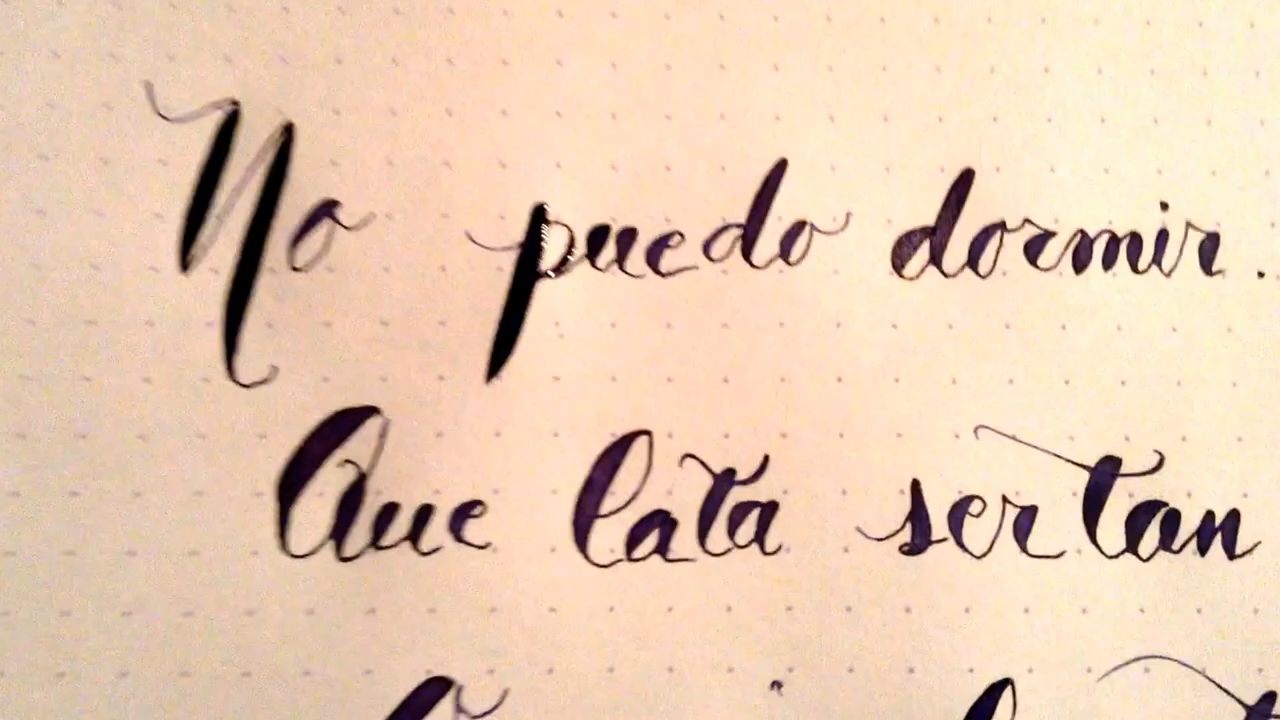 No puedo dormir.
Que lata ser tan